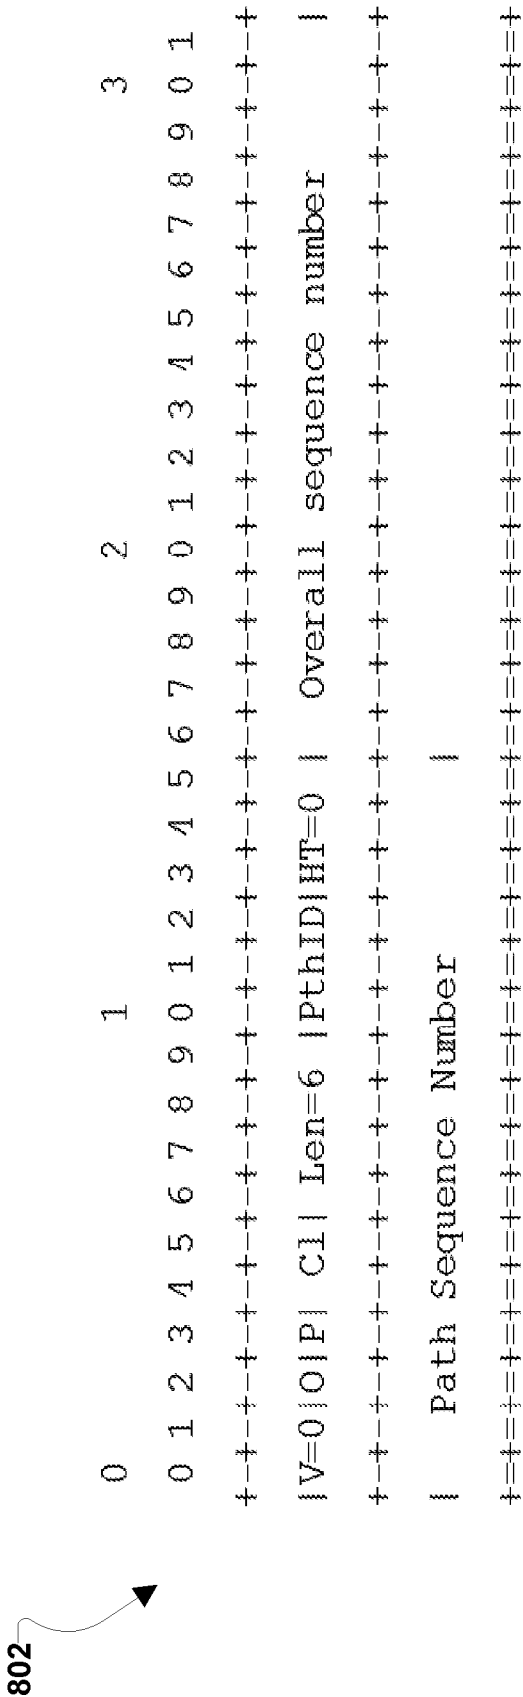 802
 0                   1                   2                   3
 0 1 2 3 4 5 6 7 8 9 0 1 2 3 4 5 6 7 8 9 0 1 2 3 4 5 6 7 8 9 0 1
+-+-+-+-+-+-+-+-+-+-+-+-+-+-+-+-+-+-+-+-+-+-+-+-+-+-+-+-+-+-+-+-+
|V=0|O|P| Cl| Len=6 |PthID|HT=0 |  Overall sequence number      |
+-+-+-+-+-+-+-+-+-+-+-+-+-+-+-+-+-+-+-+-+-+-+-+-+-+-+-+-+-+-+-+-+
|   Path Sequence Number        |
+=+=+=+=+=+=+=+=+=+=+=+=+=+=+=+=+=+=+=+=+=+=+=+=+=+=+=+=+=+=+=+=+